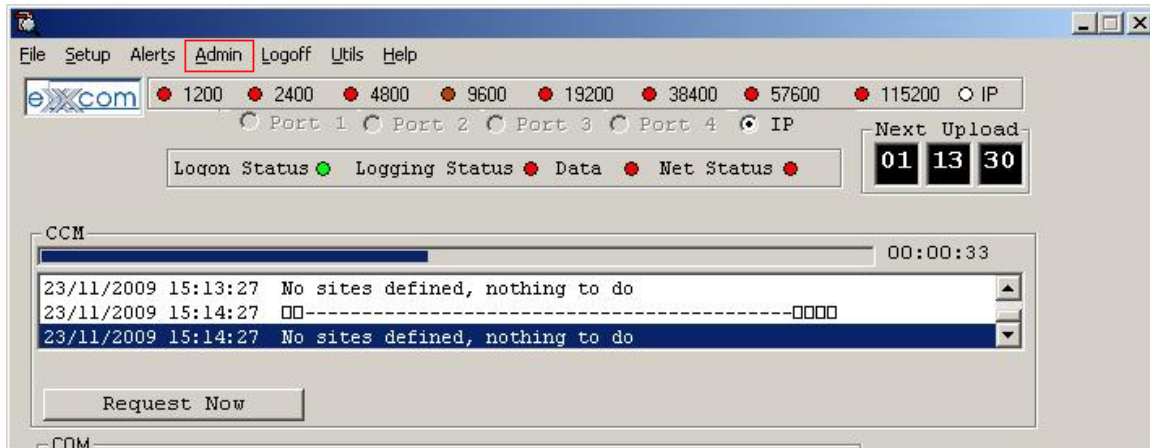 File Setup Alerts Admin Logoff Utils Help
exxcom 1200 2400 4800 9600 19200 38400 57600 115200 IP
Port 1 Port 2 Port 3 Port 4 IP
Next Upload
01 13 30
Logon Status Logging Status Data Net Status
CCM
00:00:33
23/11/2009 15:13:27 No sites defined, nothing to do
23/11/2009 15:14:27 □□-------------------------------------------□□□□
23/11/2009 15:14:27 No sites defined, nothing to do
Request Now
COM